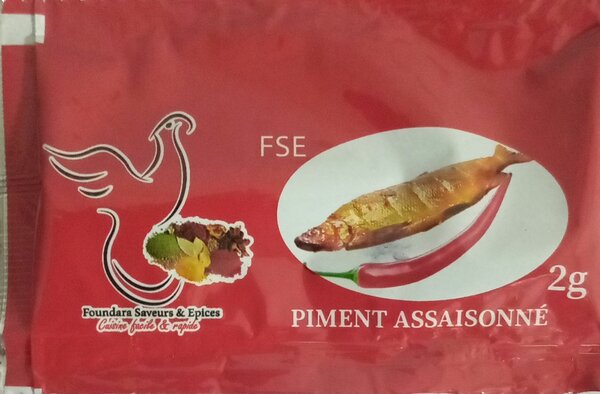 FSE
Foundara Saveurs & Epices
Cuisine facile & rapide
2g
PIMENT ASSAISONNÉ